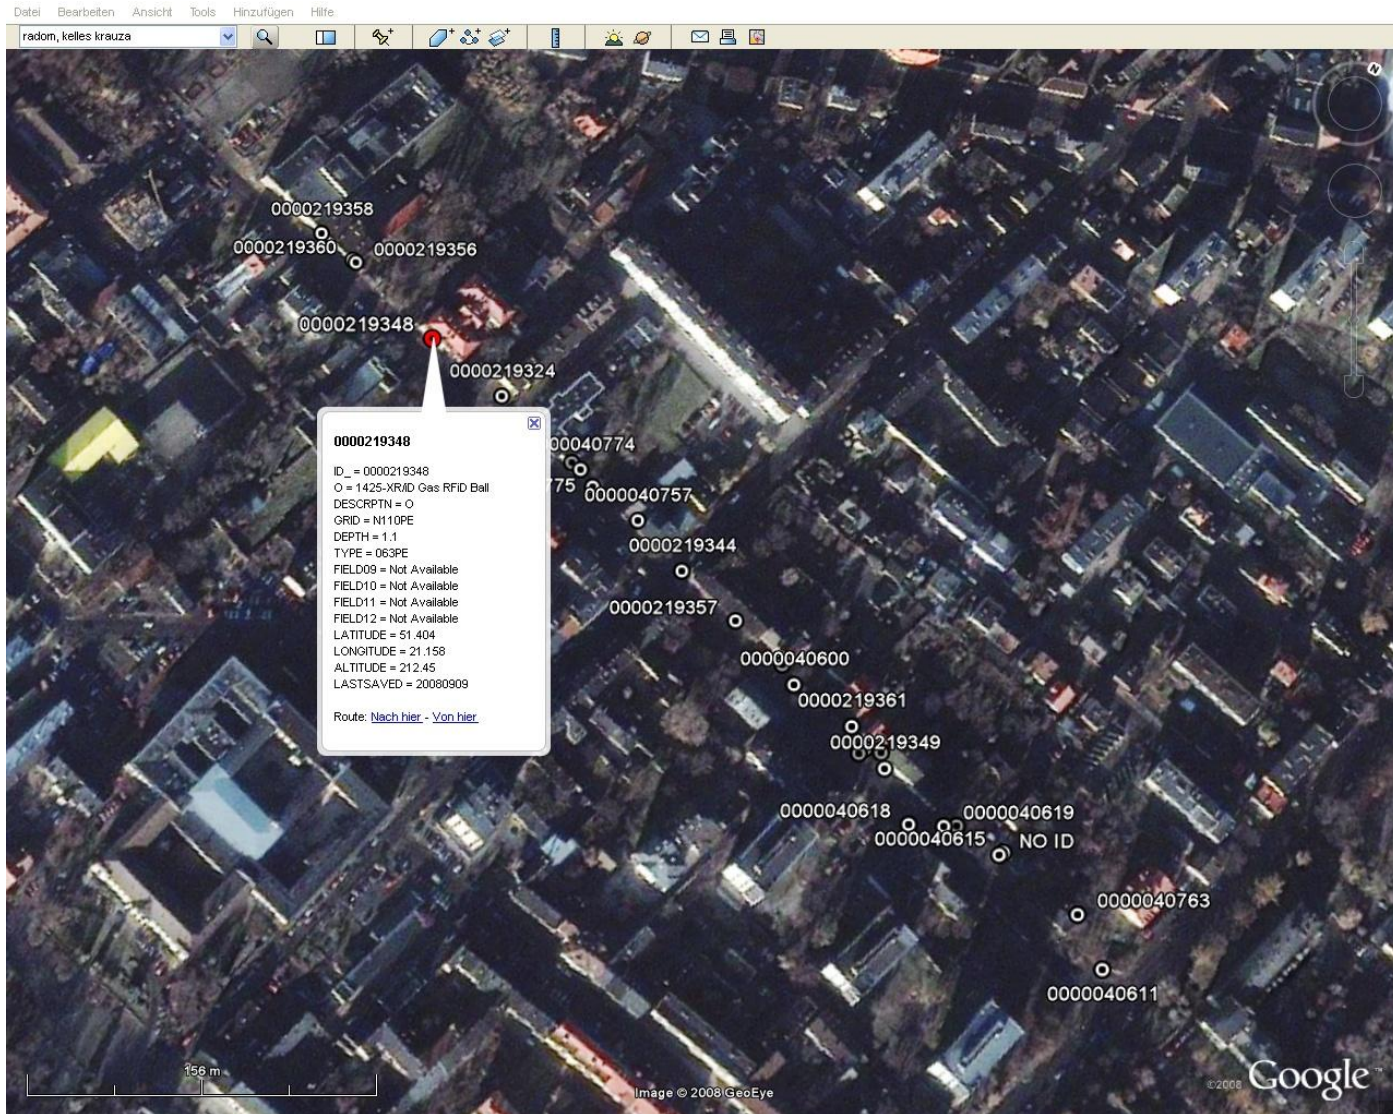 Datei Bearbeiten Ansicht Tools Hinzufügen Hilfe
radom, kelles krauza
N
0000219358
0000219360 0000219356
0000219348
0000219324
000040774
775 0000040757
0000219344
0000219357
0000040600
0000219361
0000219349
0000040618 0000040619
0000040615 NO ID
0000040763
0000040611
0000219348
ID_ = 0000219348
O = 1425-XR/ID Gas RFiD Ball
DESCRPTN = O
GRID = N110PE
DEPTH = 1.1
TYPE = 063PE
FIELD09 = Not Available
FIELD10 = Not Available
FIELD11 = Not Available
FIELD12 = Not Available
LATITUDE = 51.404
LONGITUDE = 21.158
ALTITUDE = 212.45
LASTSAVED = 20080909
Route: Nach hier - Von hier
156 m
Image © 2008 GeoEye
©2008 Google™